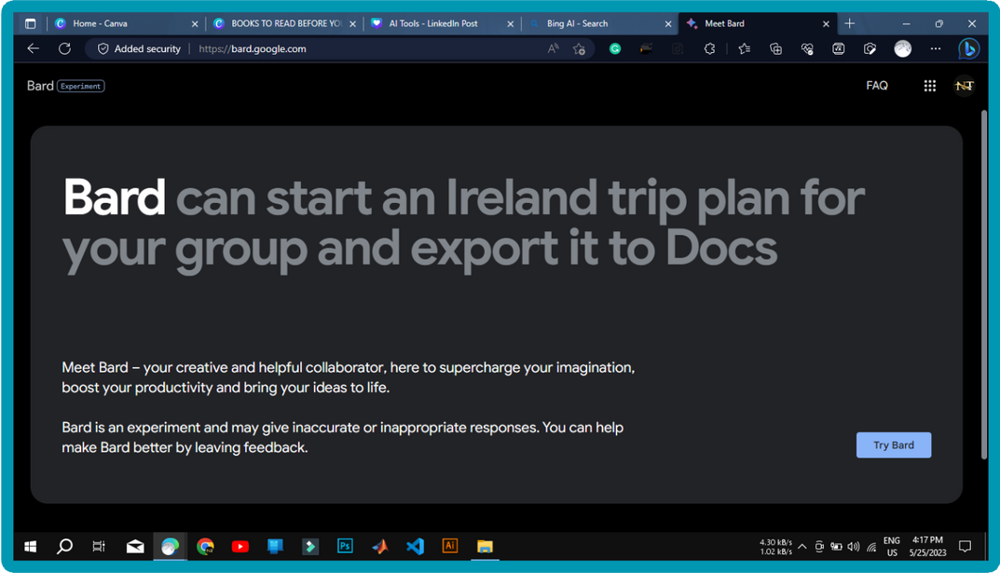 Home - Canva
BOOKS TO READ BEFORE YO
AI Tools - LinkedIn Post
Bing AI - Search
Meet Bard
Added security
https://bard.google.com
Bard Experiment
FAQ
NT
Bard can start an Ireland trip plan for
your group and export it to Docs
Meet Bard – your creative and helpful collaborator, here to supercharge your imagination,
boost your productivity and bring your ideas to life.
Bard is an experiment and may give inaccurate or inappropriate responses. You can help
make Bard better by leaving feedback.
Try Bard
Ps
Ai
4.30 kB/s
1.02 kB/s
ENG
US
4:17 PM
5/25/2023